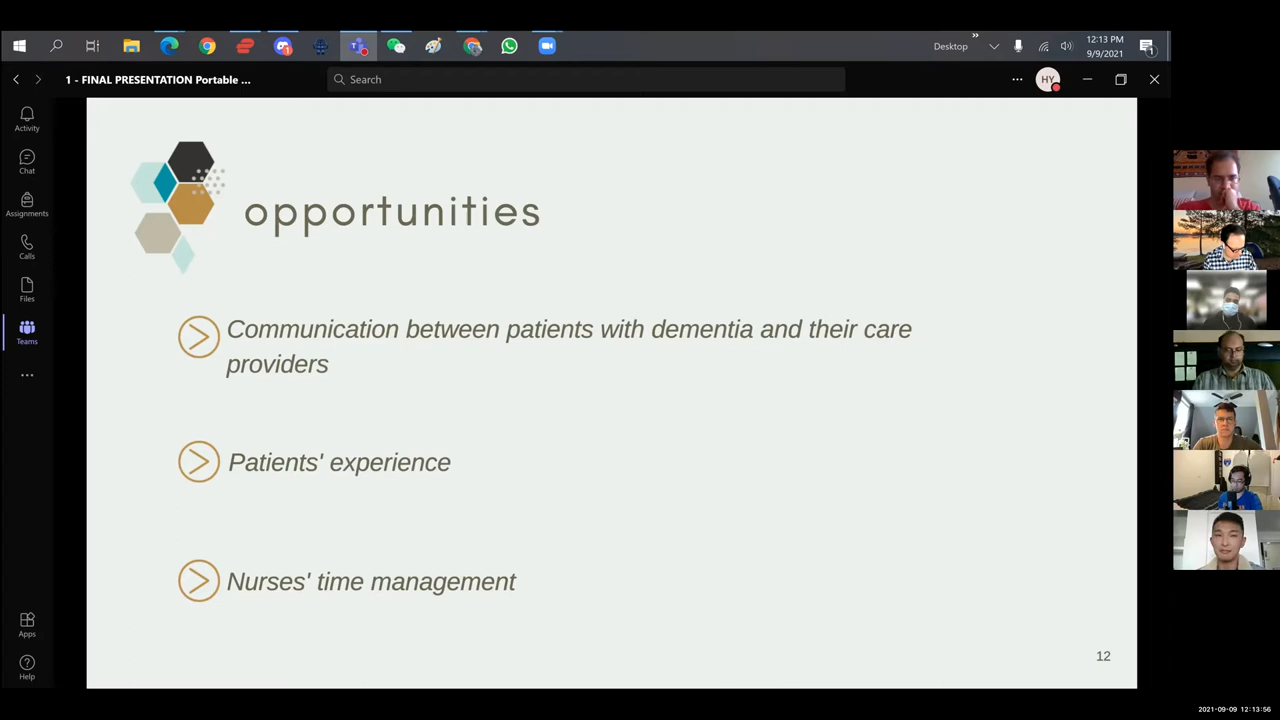 Desktop
12:13 PM
9/9/2021
1
1 - FINAL PRESENTATION Portable ...
Search
HY
Activity
Chat
Assignments
Calls
Files
Teams
Apps
Help
opportunities
Communication between patients with dementia and their care
providers
Patients' experience
Nurses' time management
12
2021-09-09 12:13:56